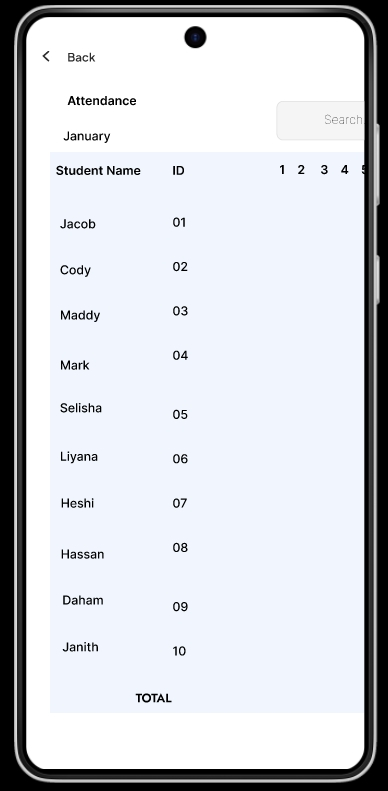 Back
Attendance
Search
January
Student Name ID 1 2 3 4 5
Jacob 01
Cody 02
Maddy 03
Mark 04
Selisha 05
Liyana 06
Heshi 07
Hassan 08
Daham 09
Janith 10
TOTAL